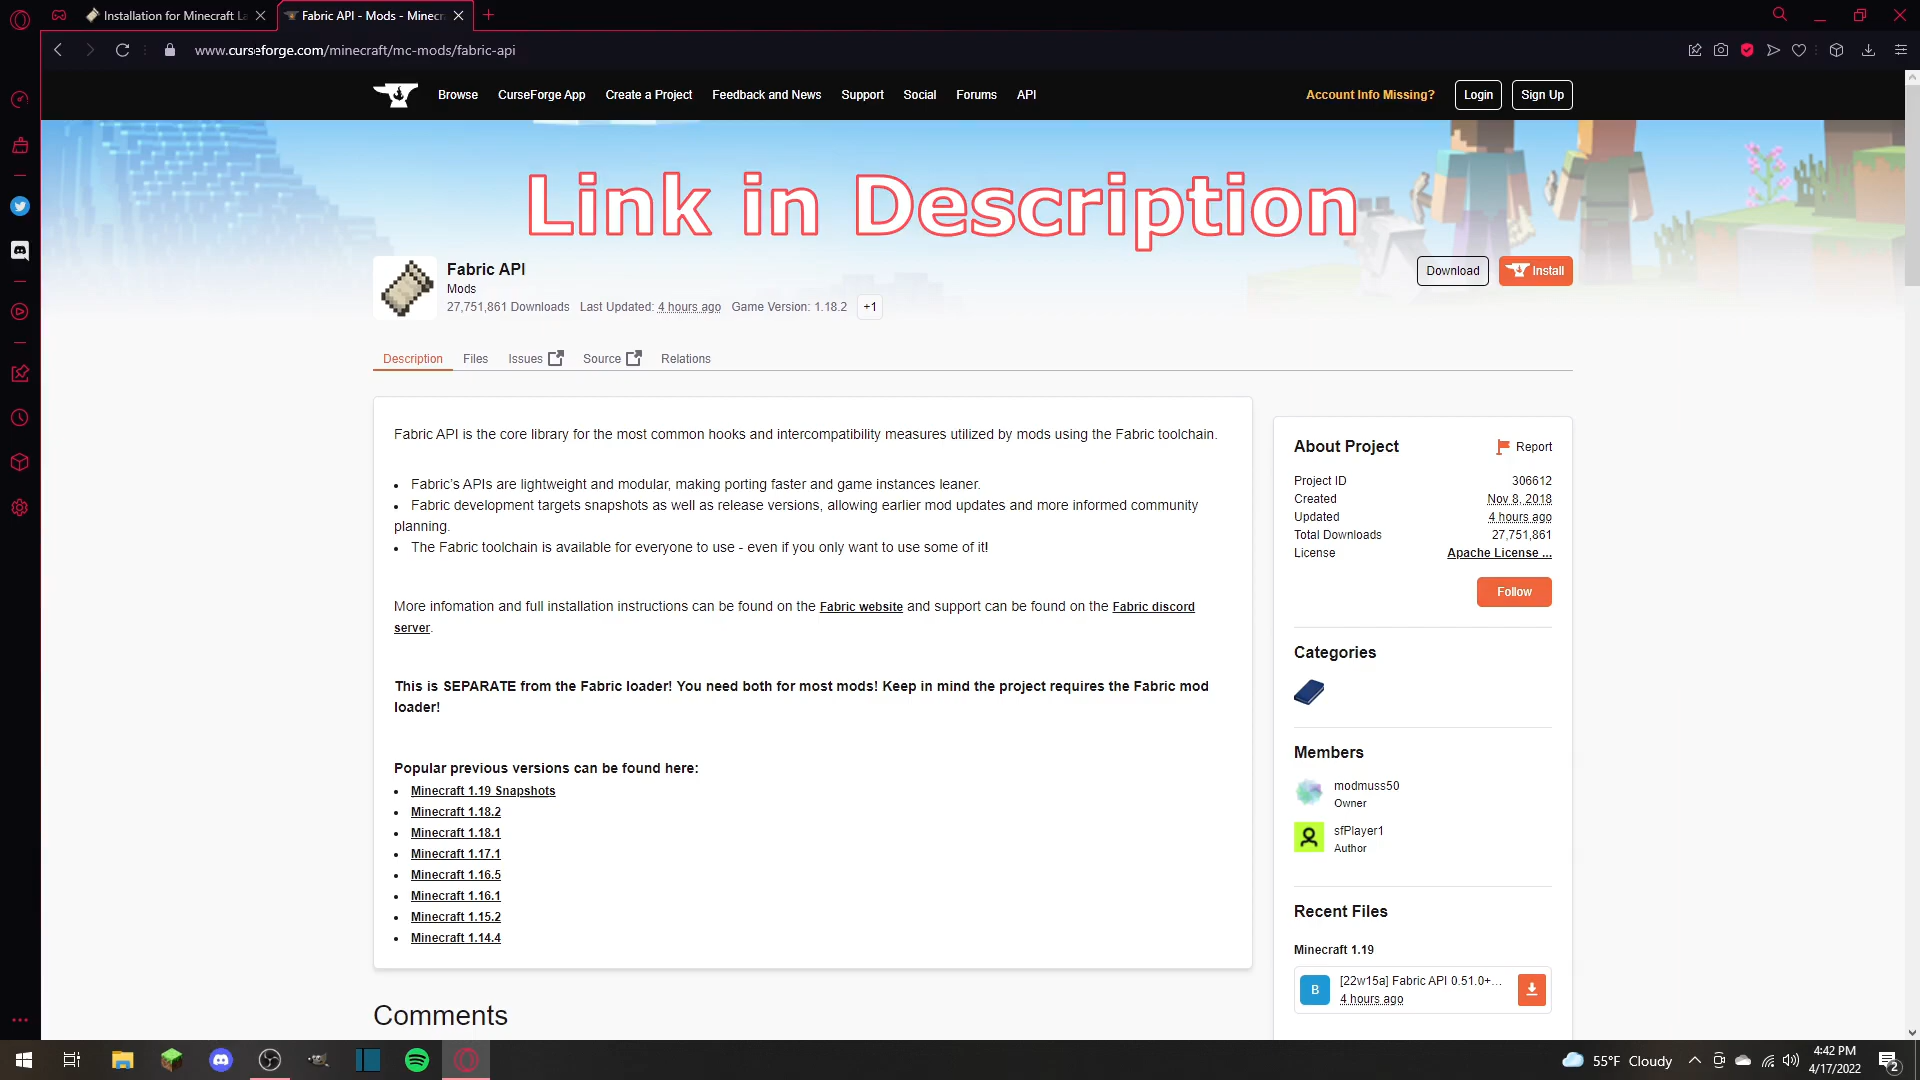 Installation for Minecraft La
Fabric API - Mods - Minecr
www.curseforge.com/minecraft/mc-mods/fabric-api
Browse CurseForge App Create a Project Feedback and News Support Social Forums API
Account Info Missing? Login Sign Up
Link in Description
Fabric API
Mods
27,751,861 Downloads Last Updated: 4 hours ago Game Version: 1.18.2 +1
Download Install
Description Files Issues Source Relations
Fabric API is the core library for the most common hooks and intercompatibility measures utilized by mods using the Fabric toolchain.
• Fabric's APIs are lightweight and modular, making porting faster and game instances leaner.
• Fabric development targets snapshots as well as release versions, allowing earlier mod updates and more informed community
planning.
• The Fabric toolchain is available for everyone to use - even if you only want to use some of it!
More infomation and full installation instructions can be found on the Fabric website and support can be found on the Fabric discord
server.
This is SEPARATE from the Fabric loader! You need both for most mods! Keep in mind the project requires the Fabric mod
loader!
Popular previous versions can be found here:
• Minecraft 1.19 Snapshots
• Minecraft 1.18.2
• Minecraft 1.18.1
• Minecraft 1.17.1
• Minecraft 1.16.5
• Minecraft 1.16.1
• Minecraft 1.15.2
• Minecraft 1.14.4
Comments
About Project Report
Project ID 306612
Created Nov 8, 2018
Updated 4 hours ago
Total Downloads 27,751,861
License Apache License ...
Follow
Categories
Members
modmuss50
Owner
sfPlayer1
Author
Recent Files
Minecraft 1.19
B [22w15a] Fabric API 0.51.0+...
4 hours ago
55°F Cloudy
4:42 PM
4/17/2022
2